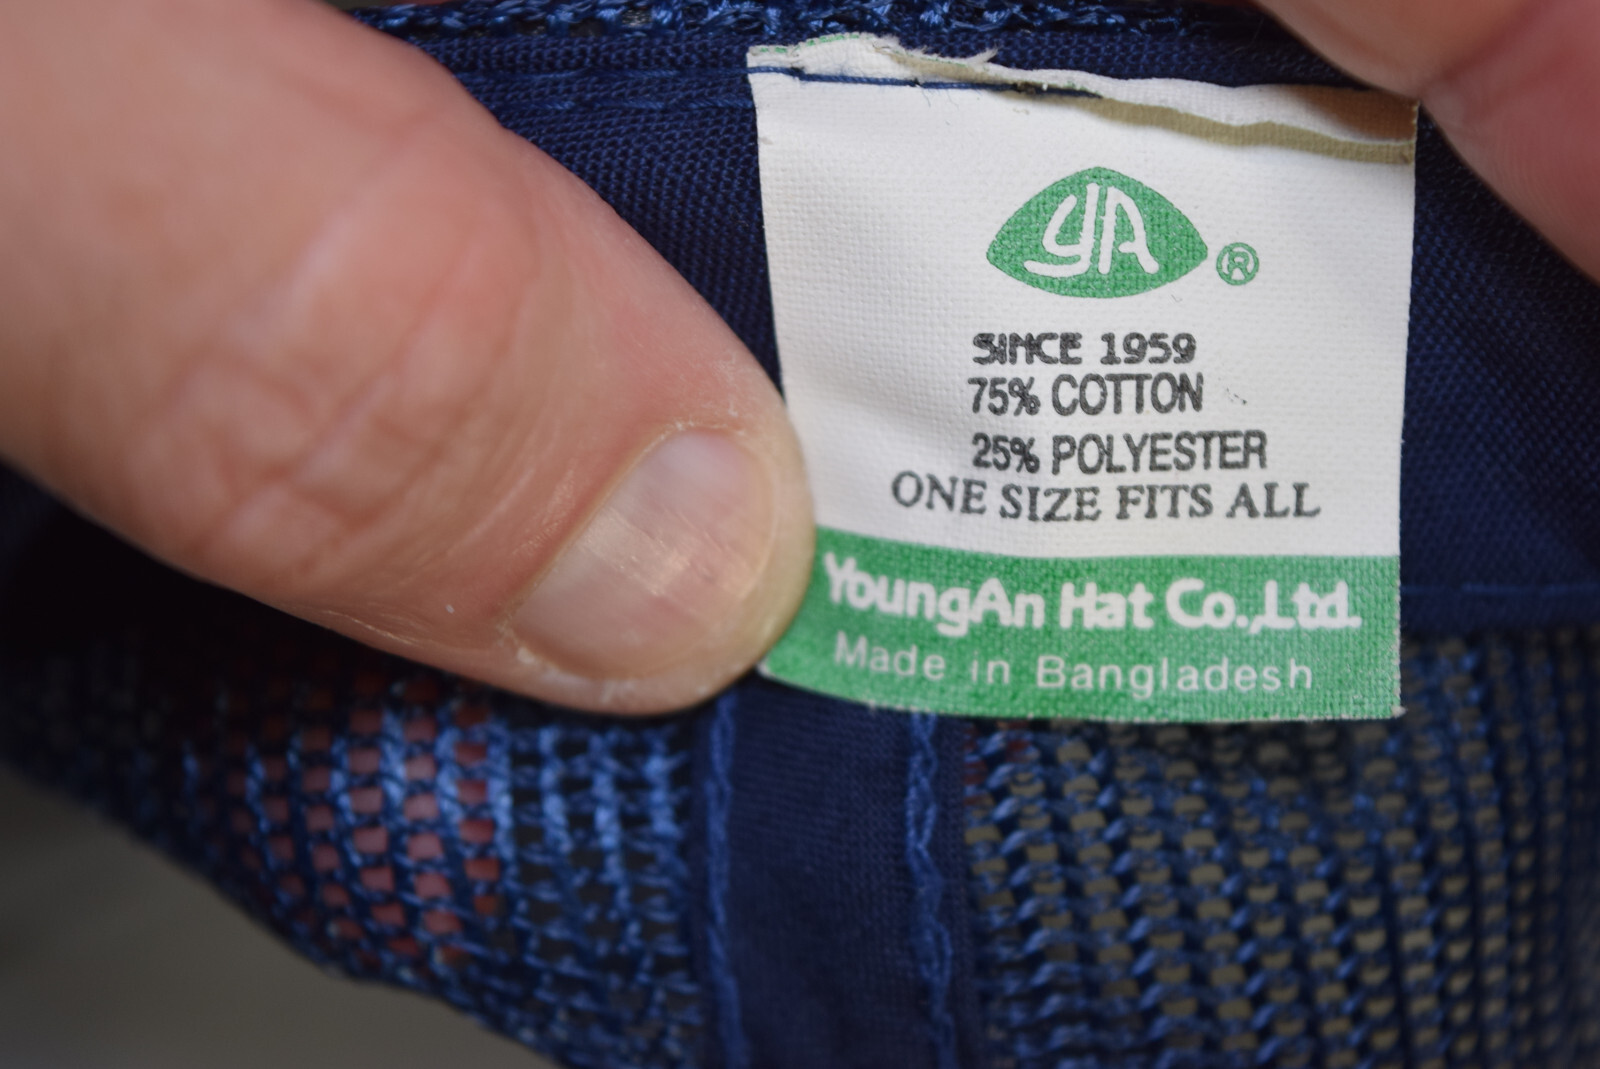 YA ®
SINCE 1959
75% COTTON
25% POLYESTER
ONE SIZE FITS ALL
YoungAn Hat Co.,Ltd.
Made in Bangladesh